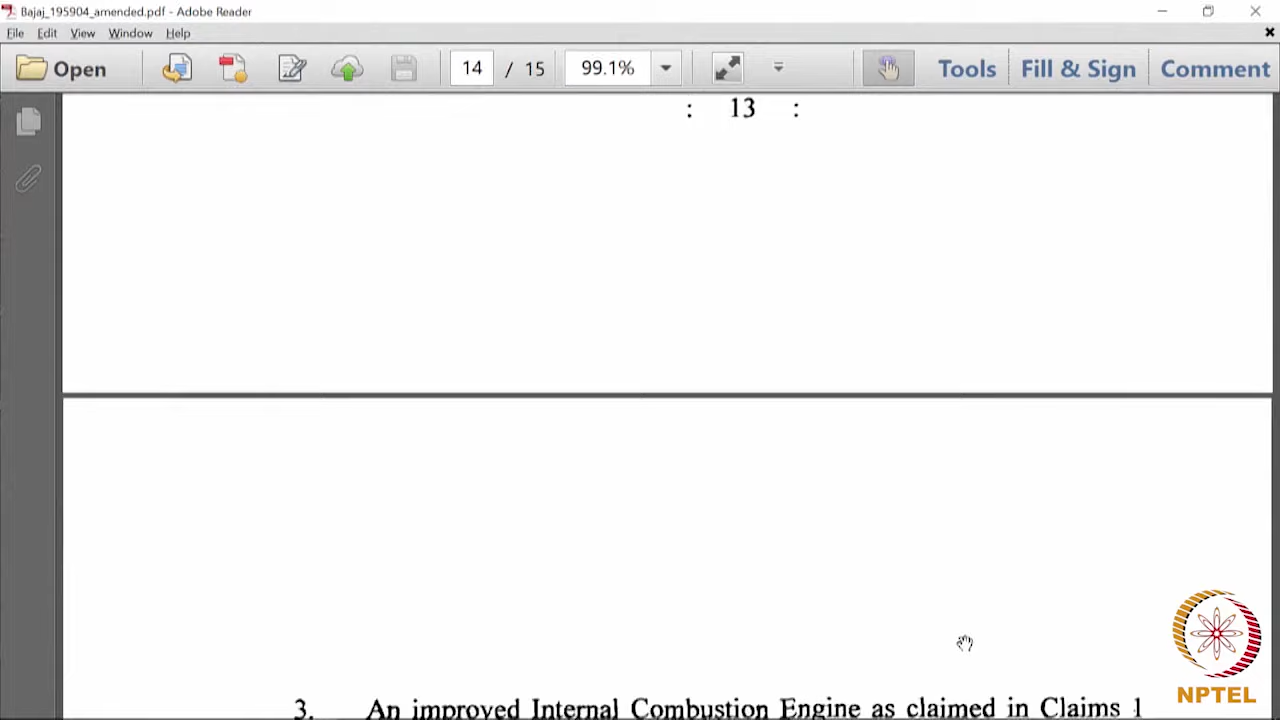 Bajaj_195904_amended.pdf - Adobe Reader
File Edit View Window Help
Open 14 / 15 99.1% Tools Fill & Sign Comment
: 13 :
3. An improved Internal Combustion Engine as claimed in Claims 1
NPTEL